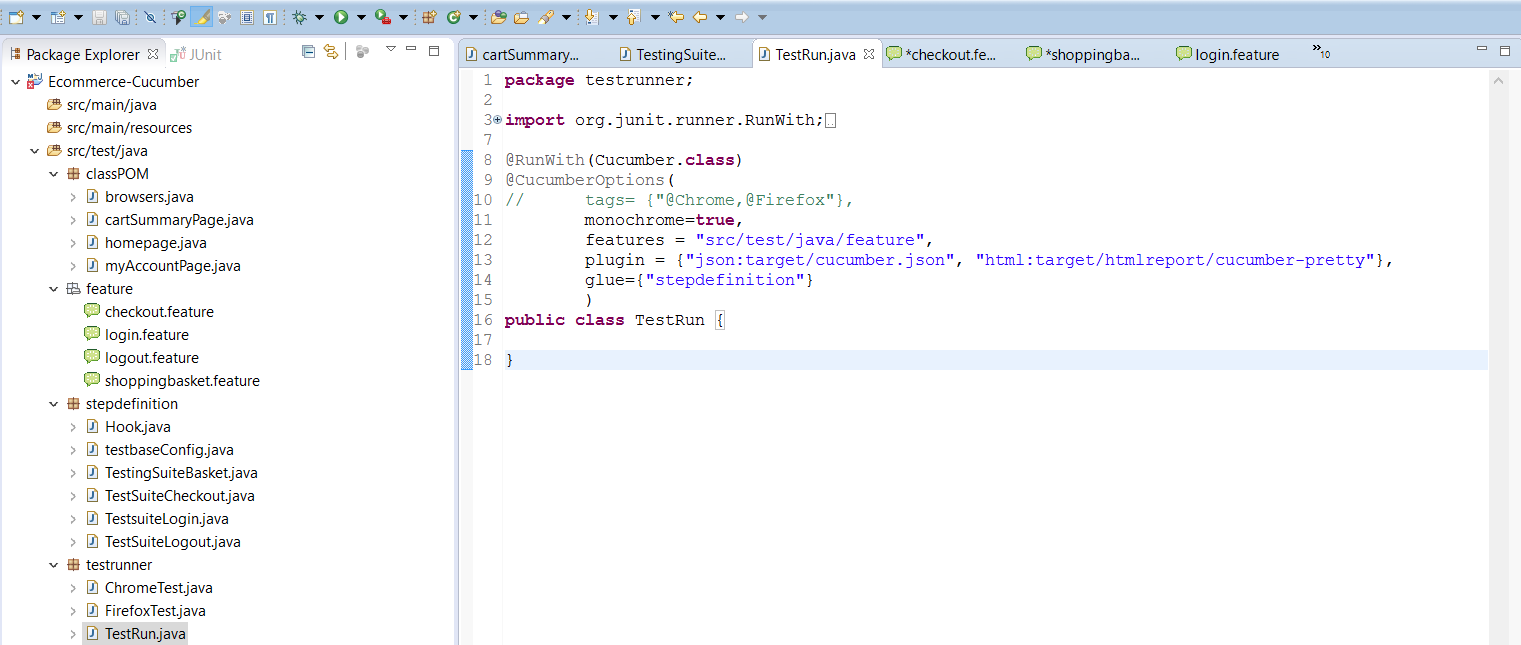 Package Explorer
JUnit
Ecommerce-Cucumber
src/main/java
src/main/resources
src/test/java
classPOM
browsers.java
cartSummaryPage.java
homepage.java
myAccountPage.java
feature
checkout.feature
login.feature
logout.feature
shoppingbasket.feature
stepdefinition
Hook.java
testbaseConfig.java
TestingSuiteBasket.java
TestSuiteCheckout.java
TestsuiteLogin.java
TestSuiteLogout.java
testrunner
ChromeTest.java
FirefoxTest.java
TestRun.java
cartSummary... TestingSuite... TestRun.java *checkout.fe... *shoppingba... login.feature »10
1 package testrunner;
2
3 import org.junit.runner.RunWith;
7
8 @RunWith(Cucumber.class)
9 @CucumberOptions(
10 // tags= {"@Chrome,@Firefox"},
11 monochrome=true,
12 features = "src/test/java/feature",
13 plugin = {"json:target/cucumber.json", "html:target/htmlreport/cucumber-pretty"},
14 glue={"stepdefinition"}
15 )
16 public class TestRun {
17
18 }